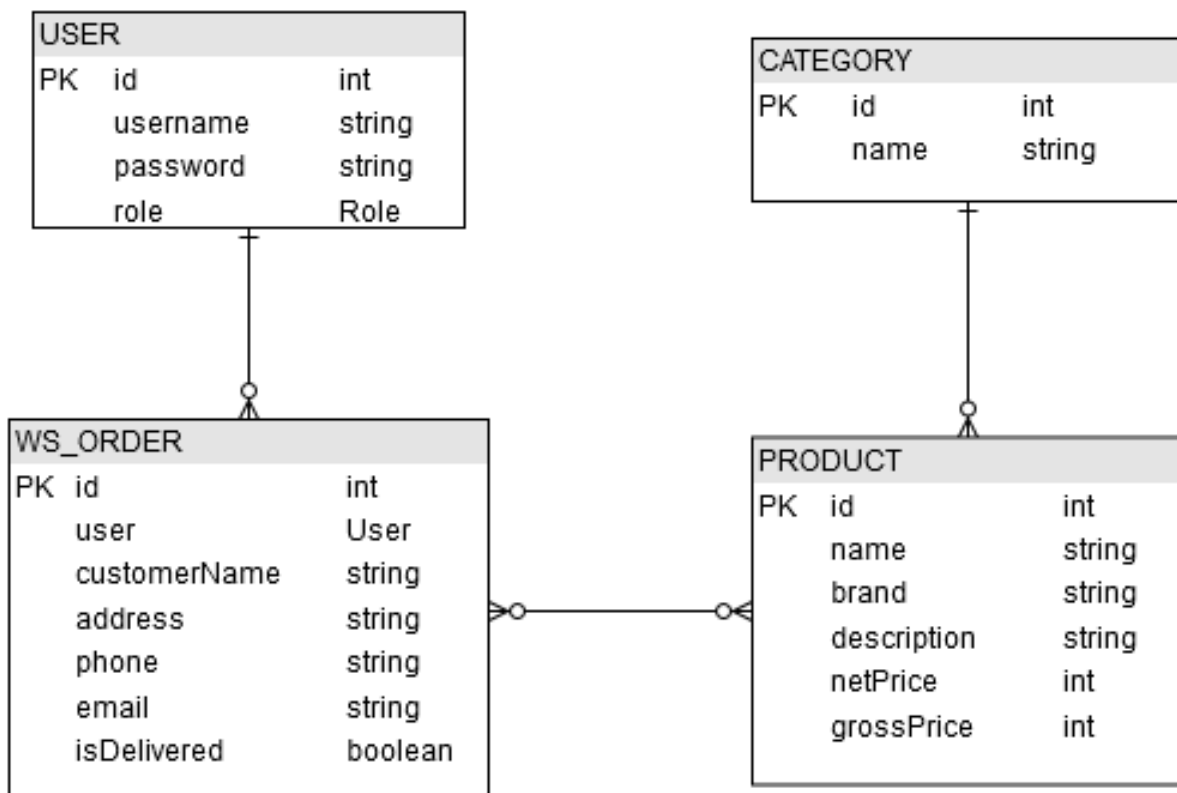 USER
PK id int
username string
password string
role Role
CATEGORY
PK id int
name string
WS_ORDER
PK id int
user User
customerName string
address string
phone string
email string
isDelivered boolean
PRODUCT
PK id int
name string
brand string
description string
netPrice int
grossPrice int